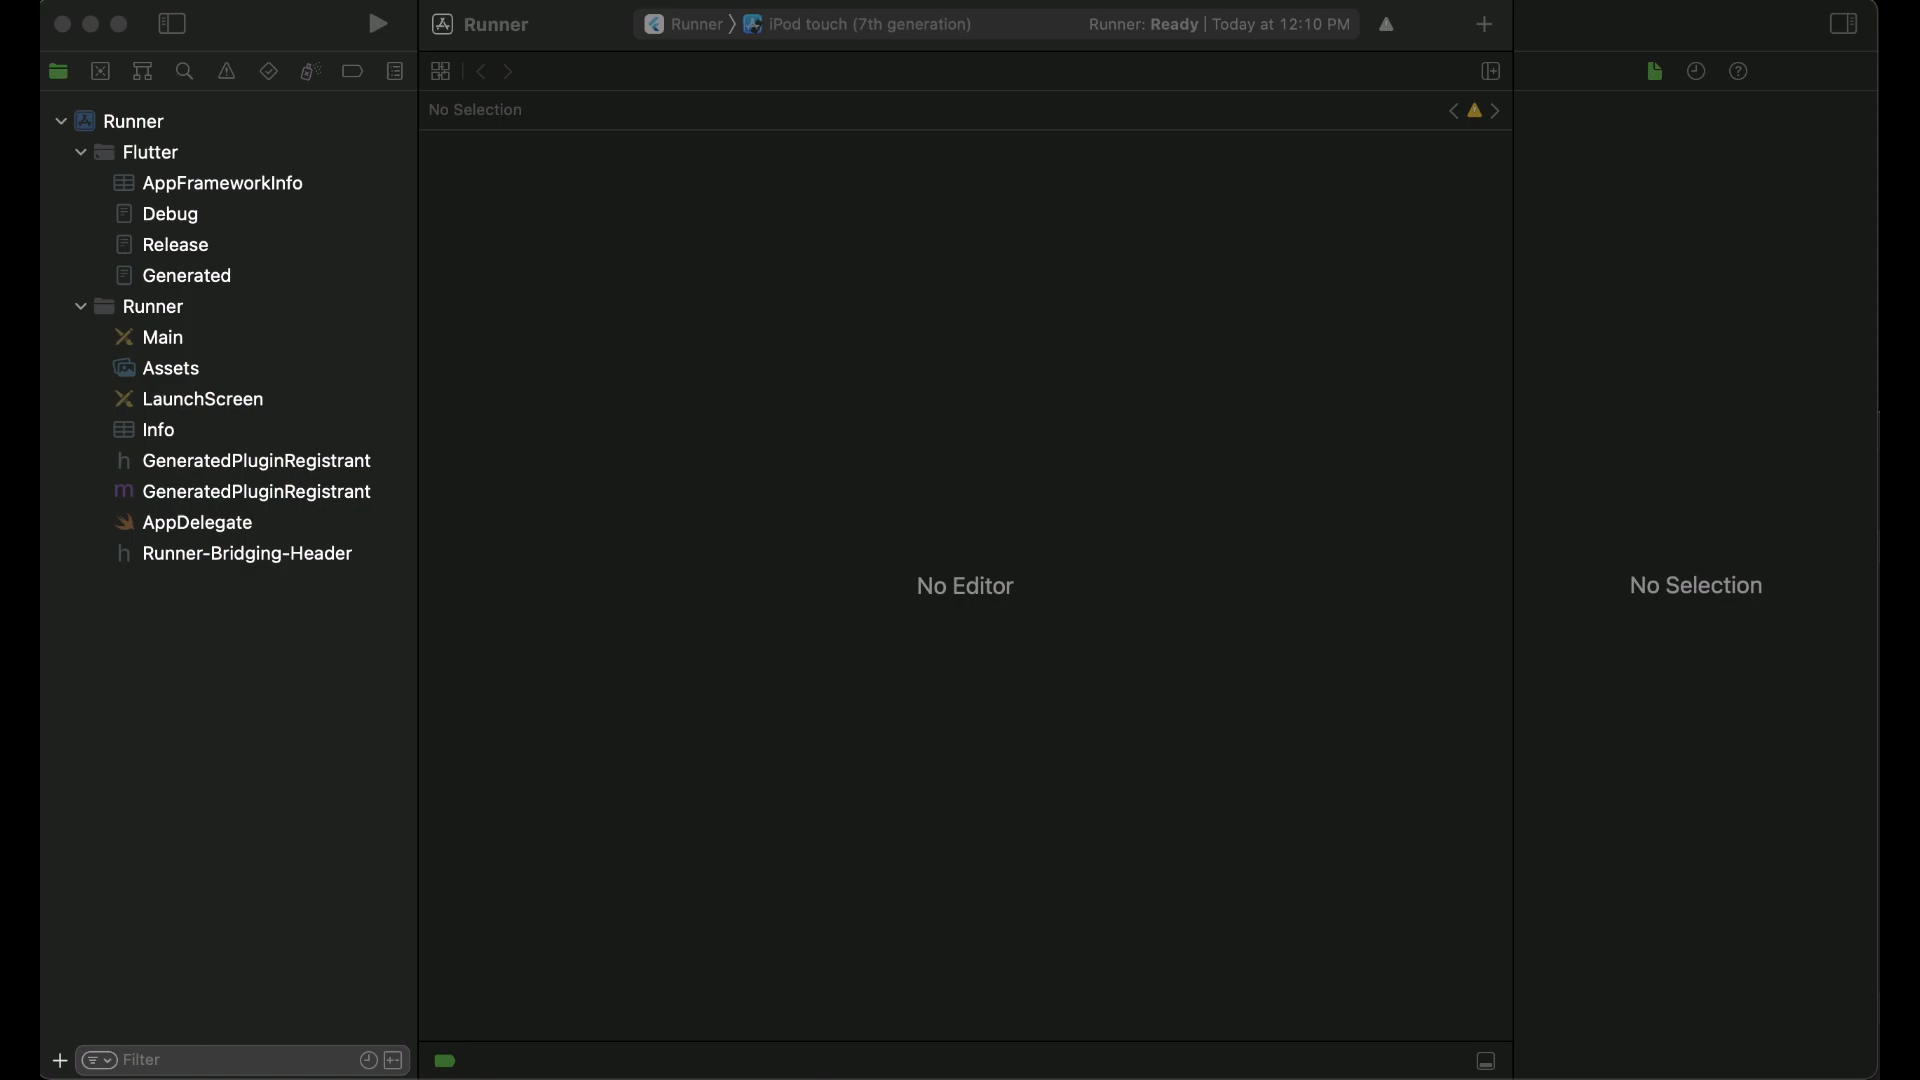 Runner
Runner 〉 iPod touch (7th generation)
Runner: Ready | Today at 12:10 PM
No Selection
Runner
Flutter
AppFrameworkInfo
Debug
Release
Generated
Runner
Main
Assets
LaunchScreen
Info
h GeneratedPluginRegistrant
m GeneratedPluginRegistrant
AppDelegate
h Runner-Bridging-Header
No Editor
No Selection
Filter